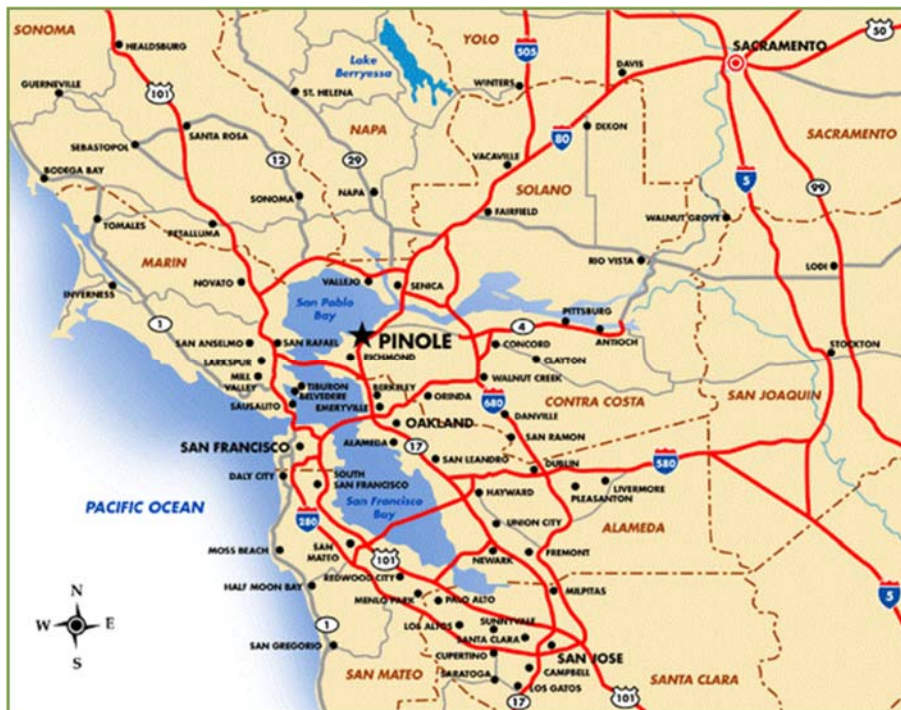 SONOMA
HEALDSBURG
GUERNEVILLE
101
SANTA ROSA
SEBASTOPOL
BODEGA BAY
TOMALES
PETALLUMA
Lake
Berryessa
ST. HELENA
NAPA
12
29
NAPA
SONOMA
YOLO
505
50
SACRAMENTO
DAVIS
WINTERS
80
DIXON
SACRAMENTO
VACAVILLE
SOLANO
5
99
FAIRFIELD
WALNUT GROVE
MARIN
NOVATO
INVERNESS
1
VALLEJO
SENICA
San Pablo
Bay
RIO VISTA
LODI
SAN ANSELMO
SAN RAFAEL
LARKSPUR
MILL
VALLEY
TIBURON
BELVEDERE
SAUSALITO
PINOLE
RICHMOND
4
PITTSBURG
ANTIOCH
CONCORD
CLAYTON
STOCKTON
WALNUT CREEK
BERKELEY
EMERYVILLE
ORINDA
680
CONTRA COSTA
SAN JOAQUIN
DANVILLE
OAKLAND
SAN RAMON
ALAMEDA
17
SAN FRANCISCO
SAN LEANDRO
DUBLIN
580
DALY CITY
SOUTH
SAN FRANCISCO
San Francisco
Bay
HAYWARD
PLEASANTON
LIVERMORE
PACIFIC OCEAN
280
UNION CITY
ALAMEDA
MOSS BEACH
SAN
MATEO
101
NEWARK
FREMONT
REDWOOD CITY
HALF MOON BAY
MENLO PARK
PALO ALTO
MILPITAS
5
N
W
E
S
1
SAN GREGORIO
LOS ALTOS
SUNNYVALE
SANTA CLARA
CUPERTINO
SAN JOSE
SAN MATEO
SARATOGA
CAMPBELL
LOS GATOS
17
101
SANTA CLARA